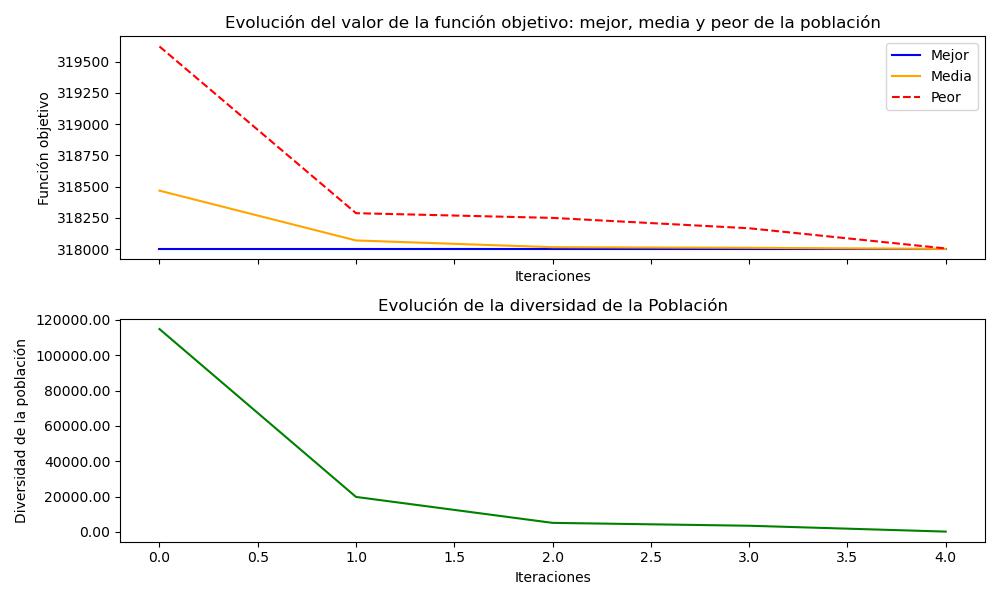 Evolución del valor de la función objetivo: mejor, media y peor de la población
319500
319250
319000
318750
318500
318250
318000
Función objetivo
Mejor
Media
Peor
Iteraciones
Evolución de la diversidad de la Población
120000.00
100000.00
80000.00
60000.00
40000.00
20000.00
0.00
Diversidad de la población
0.0 0.5 1.0 1.5 2.0 2.5 3.0 3.5 4.0
Iteraciones